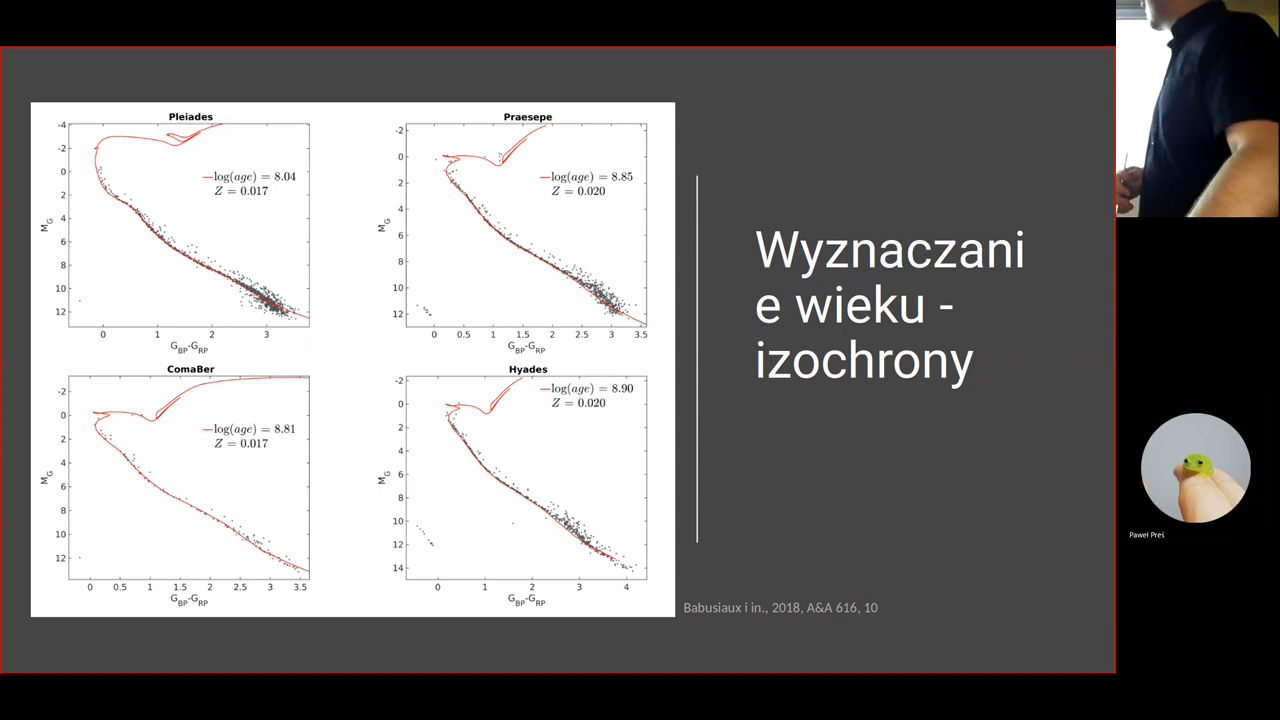 Pleiades
-4
-2
0
2
4
6
8
10
12
M_G
0 1 2 3
G_BP-G_RP
log(age) = 8.04
Z = 0.017
Praesepe
-2
0
2
4
6
8
10
12
M_G
0 0.5 1 1.5 2 2.5 3 3.5
G_BP-G_RP
log(age) = 8.85
Z = 0.020
ComaBer
-2
0
2
4
6
8
10
12
M_G
0 0.5 1 1.5 2 2.5 3 3.5
G_BP-G_RP
log(age) = 8.81
Z = 0.017
Hyades
-2
0
2
4
6
8
10
12
14
M_G
0 1 2 3 4
G_BP-G_RP
log(age) = 8.90
Z = 0.020
Wyznaczani
e wieku -
izochrony
Babusiaux i in., 2018, A&A 616, 10
Paweł Preś